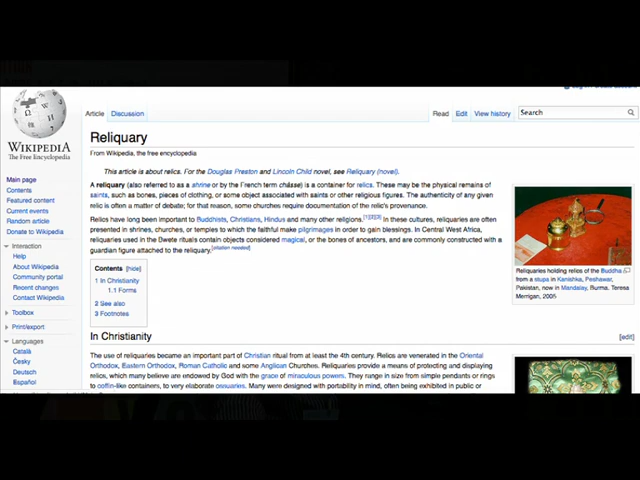 Article
Discussion
Read
Edit
View history
Search
WIKIPEDIA
The Free Encyclopedia
Main page
Contents
Featured content
Current events
Random article
Donate to Wikipedia
Interaction
Help
About Wikipedia
Community portal
Recent changes
Contact Wikipedia
Toolbox
Print/export
Languages
Català
Česky
Deutsch
Español
Reliquary
From Wikipedia, the free encyclopedia
This article is about relics. For the Douglas Preston and Lincoln Child novel, see Reliquary (novel).
A reliquary (also referred to as a shrine or by the French term châsse) is a container for relics. These may be the physical remains of
saints, such as bones, pieces of clothing, or some object associated with saints or other religious figures. The authenticity of any given
relic is often a matter of debate; for that reason, some churches require documentation of the relic's provenance.
Relics have long been important to Buddhists, Christians, Hindus and many other religions.[1][2][3] In these cultures, reliquaries are often
presented in shrines, churches, or temples to which the faithful make pilgrimages in order to gain blessings. In Central West Africa,
reliquaries used in the Bwete rituals contain objects considered magical, or the bones of ancestors, and are commonly constructed with a
guardian figure attached to the reliquary.[citation needed]
Contents [hide]
1 In Christianity
1.1 Forms
2 See also
3 Footnotes
Reliquaries holding relics of the Buddha
from a stupa in Kanishka, Peshawar,
Pakistan, now in Mandalay, Burma. Teresa
Merrigan, 2005
In Christianity
[edit]
The use of reliquaries became an important part of Christian ritual from at least the 4th century. Relics are venerated in the Oriental
Orthodox, Eastern Orthodox, Roman Catholic and some Anglican Churches. Reliquaries provide a means of protecting and displaying
relics, which many believe are endowed by God with the grace of miraculous powers. They range in size from simple pendants or rings
to coffin-like containers, to very elaborate ossuaries. Many were designed with portability in mind, often being exhibited in public or